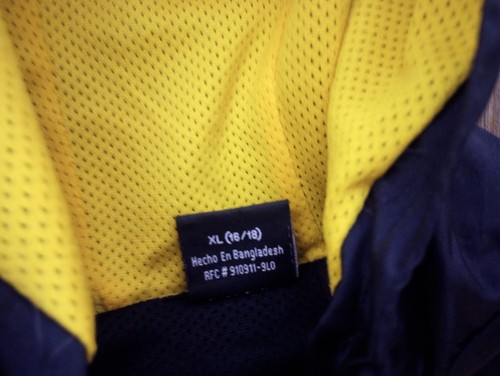 XL (16/18)
Hecho En Bangladesh
RFC # 910911-9L0